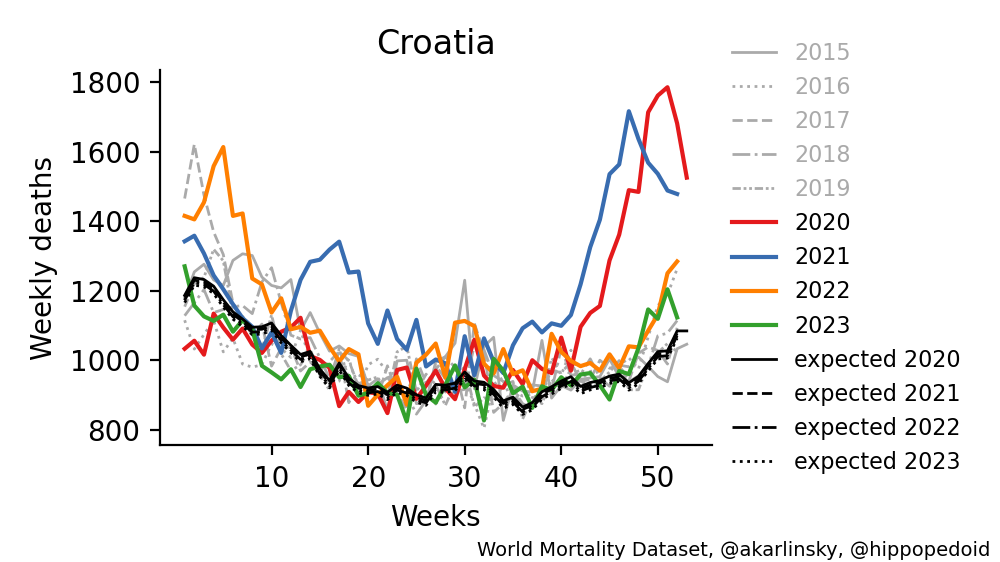 Croatia
Weekly deaths
1800
1600
1400
1200
1000
800
10 20 30 40 50
Weeks
2015
2016
2017
2018
2019
2020
2021
2022
2023
expected 2020
expected 2021
expected 2022
expected 2023
World Mortality Dataset, @akarlinsky, @hippopedoid